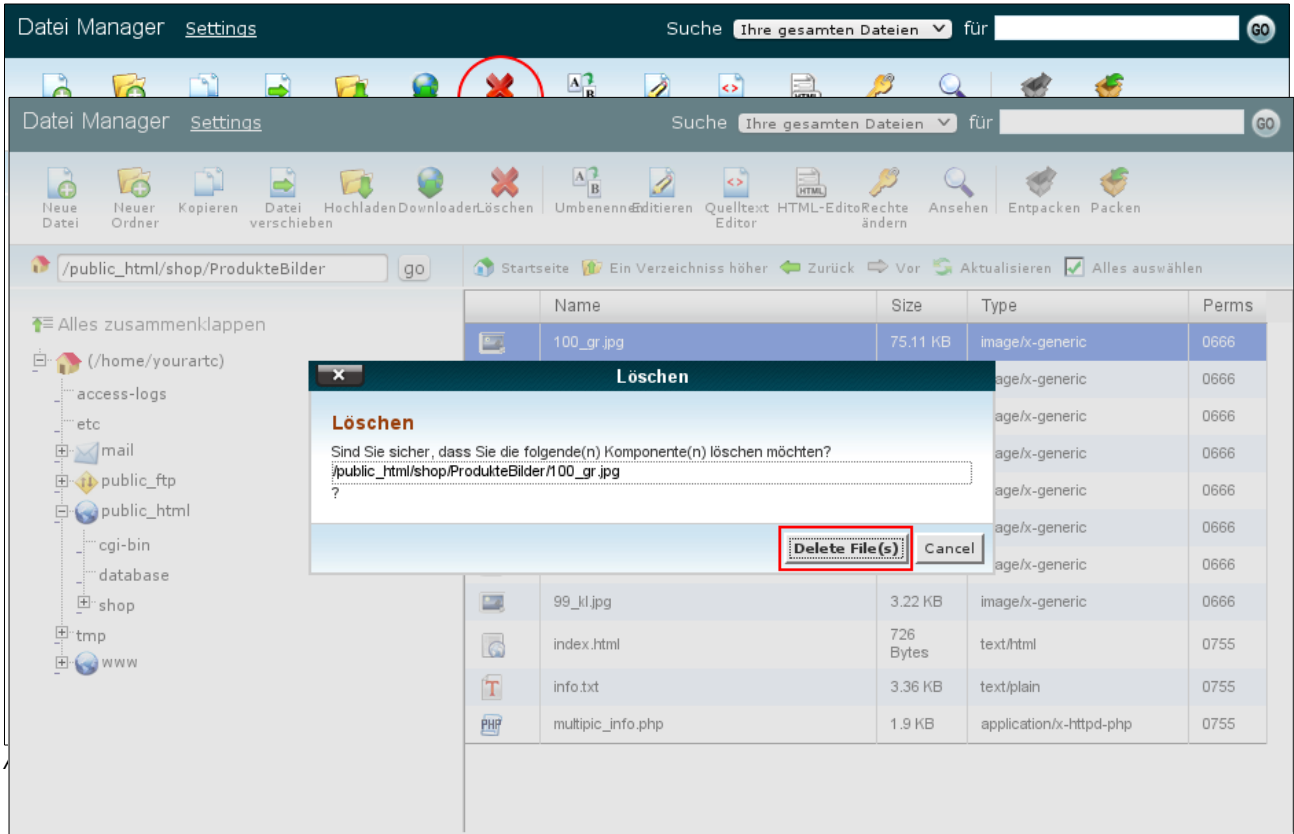 Datei Manager Settings Suche Ihre gesamten Dateien für GO
A B HTML
Datei Manager Settings Suche Ihre gesamten Dateien für GO
A B HTML
Neue Datei
Neuer Ordner
Kopieren
Datei verschieben
Hochladen
Downloader
Löschen
Umbenennen
Editieren
Quelltext Editor
HTML-Edito
Rechte ändern
Ansehen
Entpacken
Packen
/public_html/shop/ProdukteBilder go
Startseite Ein Verzeichniss höher Zurück Vor Aktualisieren Alles auswählen
Alles zusammenklappen
(/home/yourartc)
access-logs
etc
mail
public_ftp
public_html
cgi-bin
database
shop
tmp
www
Name Size Type Perms
100_gr.jpg 75.11 KB image/x-generic 0666
age/x-generic 0666
age/x-generic 0666
age/x-generic 0666
age/x-generic 0666
age/x-generic 0666
age/x-generic 0666
99_kl.jpg 3.22 KB image/x-generic 0666
index.html 726 Bytes text/html 0755
T info.txt 3.36 KB text/plain 0755
PHP multipic_info.php 1.9 KB application/x-httpd-php 0755
Löschen
Löschen
Sind Sie sicher, dass Sie die folgende(n) Komponente(n) löschen möchten?
/public_html/shop/ProdukteBilder/100_gr.jpg
?
Delete File(s) Cancel